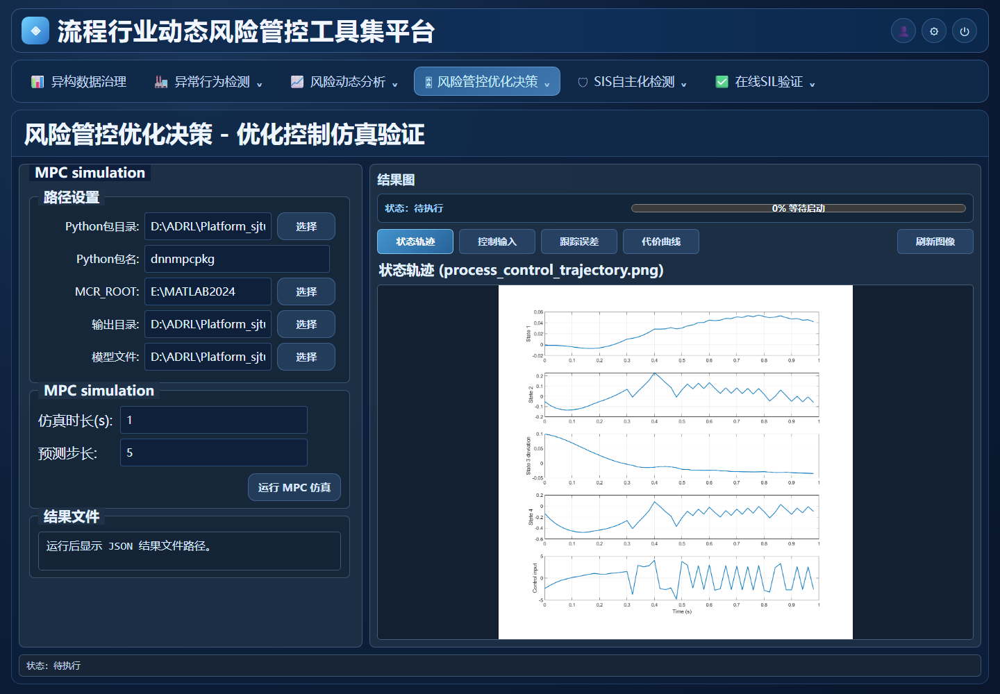 流程行业动态风险管控工具集平台
异构数据治理
异常行为检测
风险动态分析
风险管控优化决策
SIS自主化检测
在线SIL验证
风险管控优化决策 - 优化控制仿真验证
MPC simulation
路径设置
Python包目录: D:\ADRL\Platform_sjtu 选择
Python包名: dnnmpcpkg
MCR_ROOT: E:\MATLAB2024 选择
输出目录: D:\ADRL\Platform_sjtu 选择
模型文件: D:\ADRL\Platform_sjtu 选择
MPC simulation
仿真时长(s): 1
预测步长: 5
运行 MPC 仿真
结果文件
运行后显示 JSON 结果文件路径。
结果图
状态: 待执行
0% 等待启动
状态轨迹 控制输入 跟踪误差 代价曲线 刷新图像
状态轨迹 (process_control_trajectory.png)
State 1
0.06
0.04
0.02
0
-0.02
0 0.1 0.2 0.3 0.4 0.5 0.6 0.7 0.8 0.9 1
State 2
0.2
0.1
0
-0.1
-0.2
0 0.1 0.2 0.3 0.4 0.5 0.6 0.7 0.8 0.9 1
State 3 deviation
0.1
0.05
0
-0.05
0 0.1 0.2 0.3 0.4 0.5 0.6 0.7 0.8 0.9 1
State 4
0.2
0
-0.2
-0.4
-0.6
0 0.1 0.2 0.3 0.4 0.5 0.6 0.7 0.8 0.9 1
Control input
5
0
-5
0 0.1 0.2 0.3 0.4 0.5 0.6 0.7 0.8 0.9 1
Time (s)
状态: 待执行